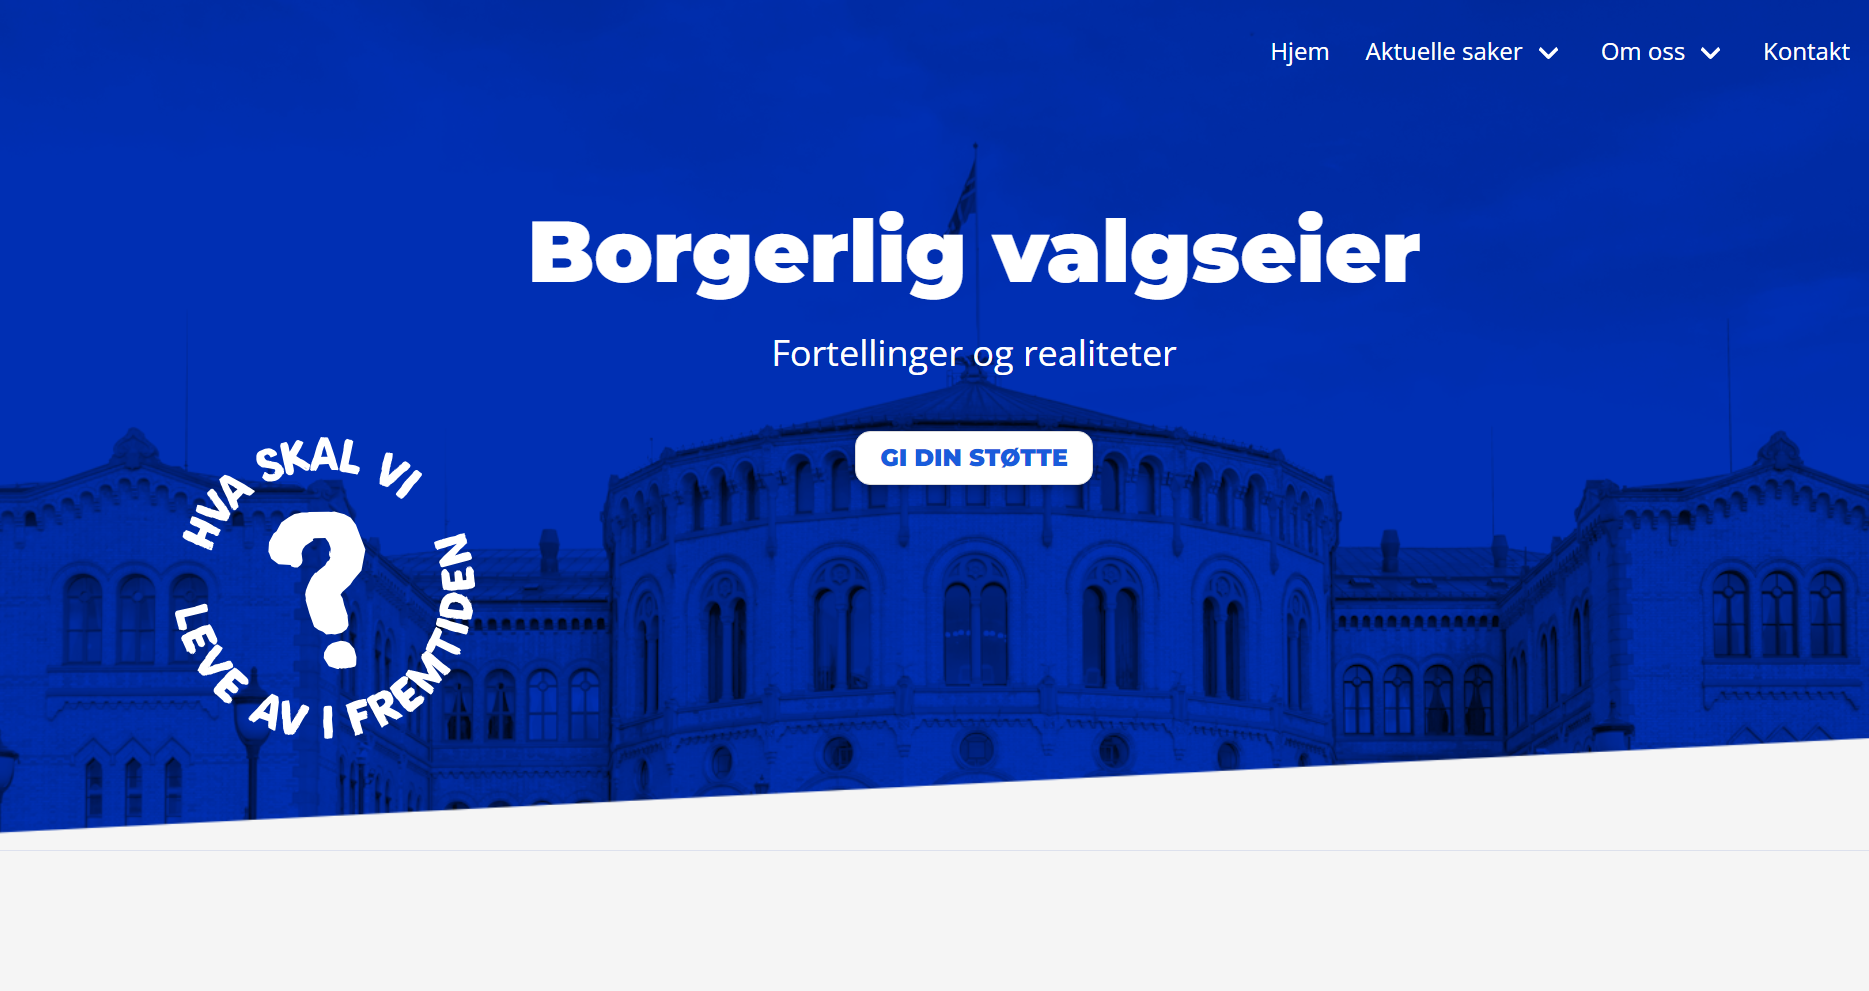 Hjem Aktuelle saker Om oss Kontakt
Borgerlig valgseier
Fortellinger og realiteter
GI DIN STØTTE
HVA SKAL VI
?
LEVE AV I FREMTIDEN